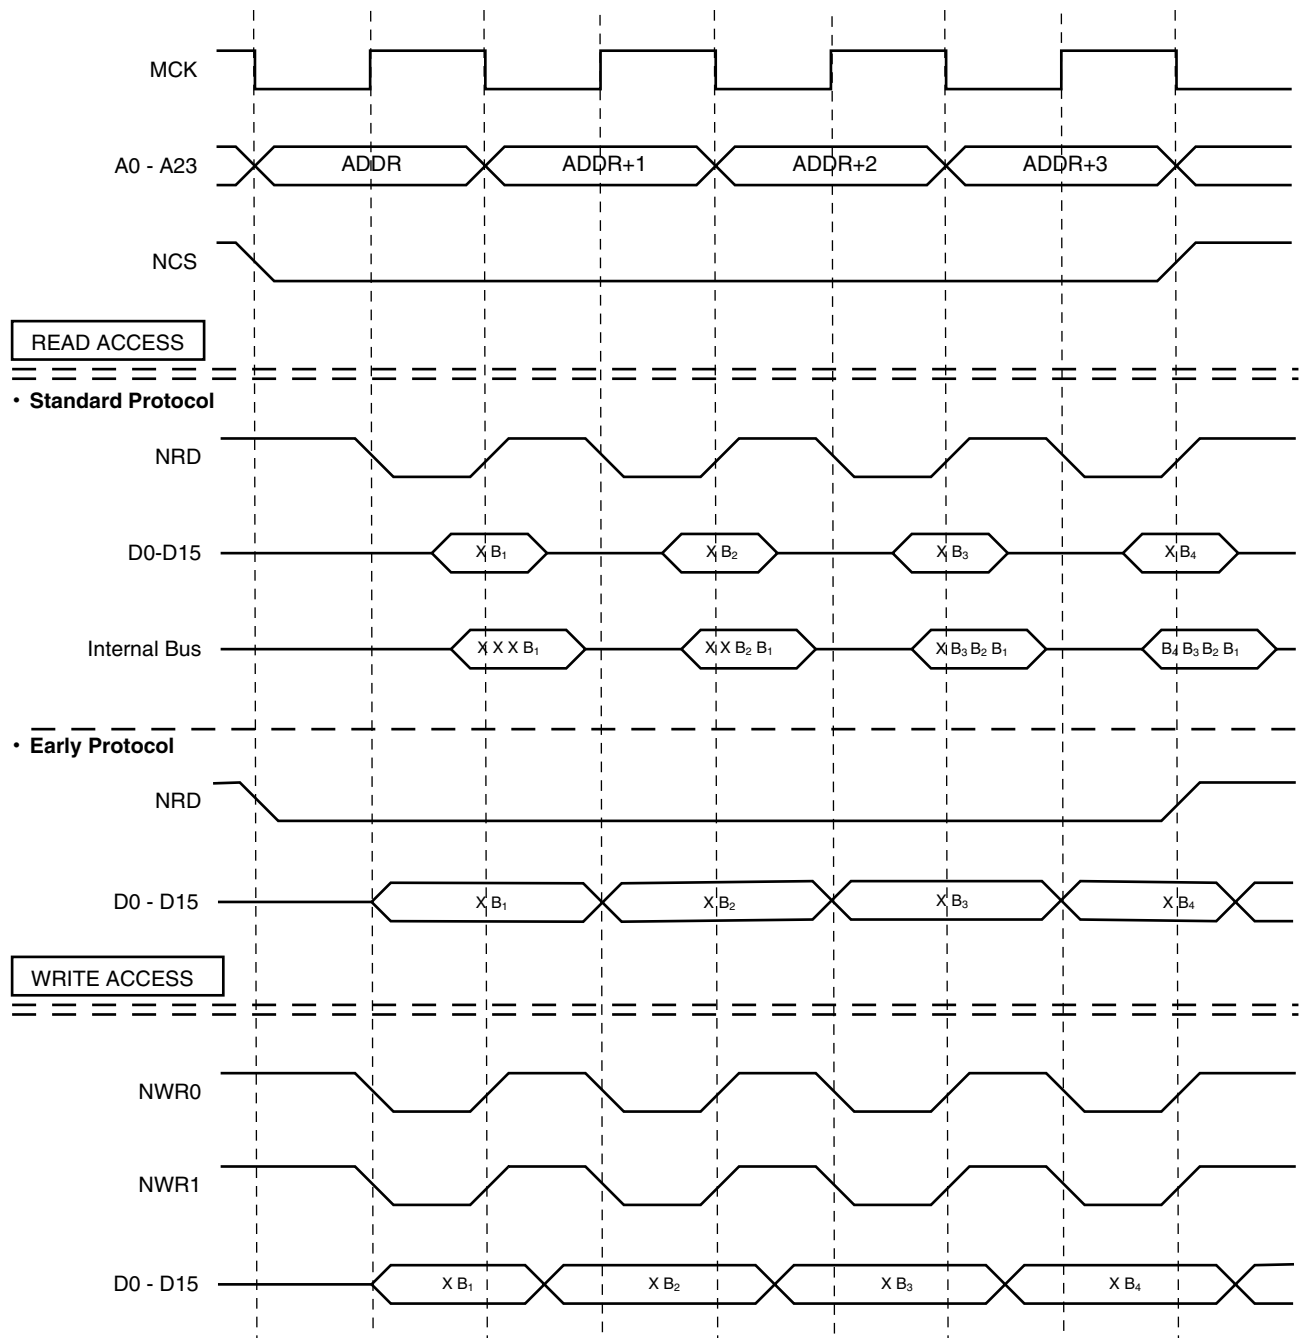 MCK
A0 - A23 ADDR ADDR+1 ADDR+2 ADDR+3
NCS
READ ACCESS
• Standard Protocol
NRD
D0-D15 X B₁ X B₂ X B₃ X B₄
Internal Bus X X X B₁ X X B₂ B₁ X B₃ B₂ B₁ B₄ B₃ B₂ B₁
• Early Protocol
NRD
D0 - D15 X B₁ X B₂ X B₃ X B₄
WRITE ACCESS
NWR0
NWR1
D0 - D15 X B₁ X B₂ X B₃ X B₄